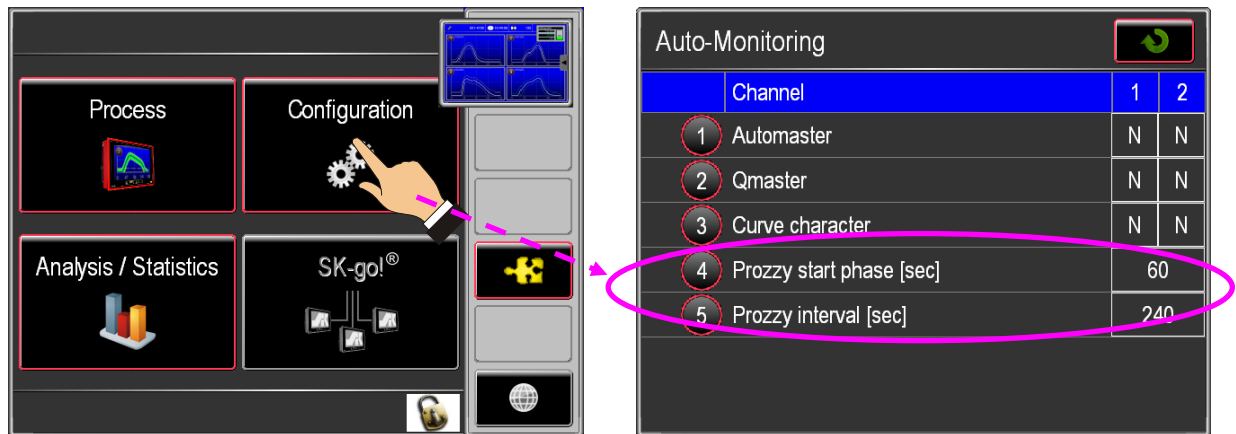 Process
Configuration
Analysis / Statistics
SK-go!®
Auto-Monitoring
Channel 1 2
1 Automaster N N
2 Qmaster N N
3 Curve character N N
4 Prozzy start phase [sec] 60
5 Prozzy interval [sec] 240